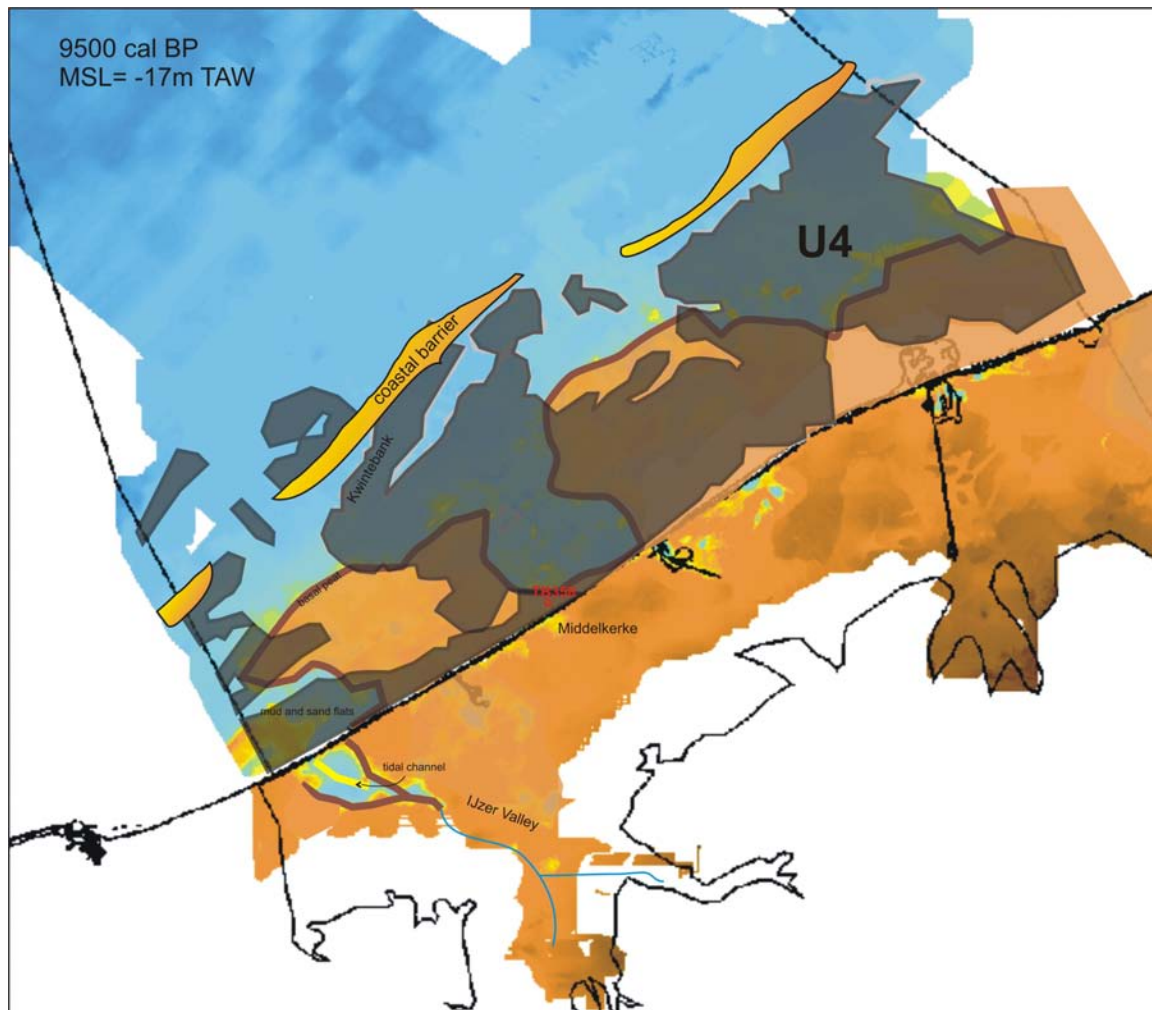 9500 cal BP
MSL= -17m TAW
U4
coastal barrier
Kwintebank
basal peat
TB356
Middelkerke
mud and sand flats
tidal channel
IJzer Valley